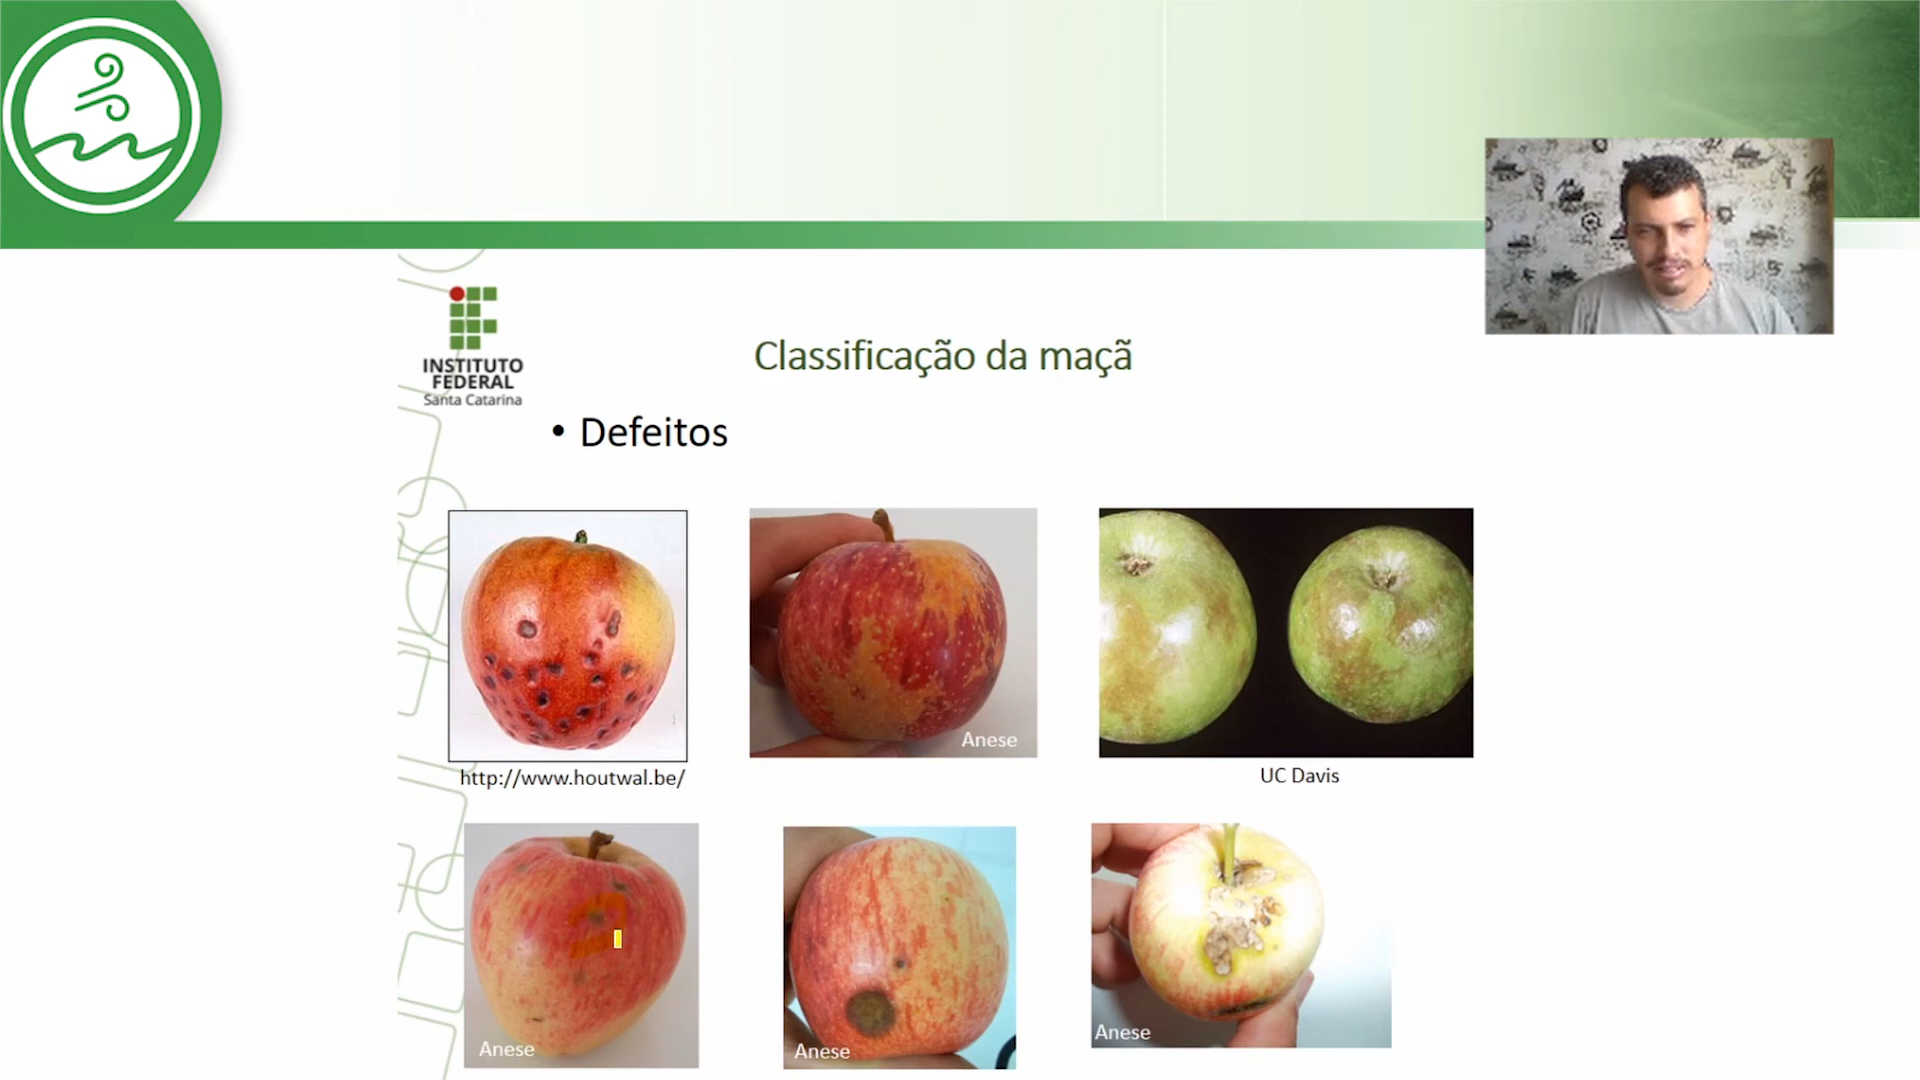 INSTITUTO
FEDERAL
Santa Catarina
Classificação da maçã
• Defeitos
Anese
http://www.houtwal.be/
UC Davis
Anese
Anese
Anese